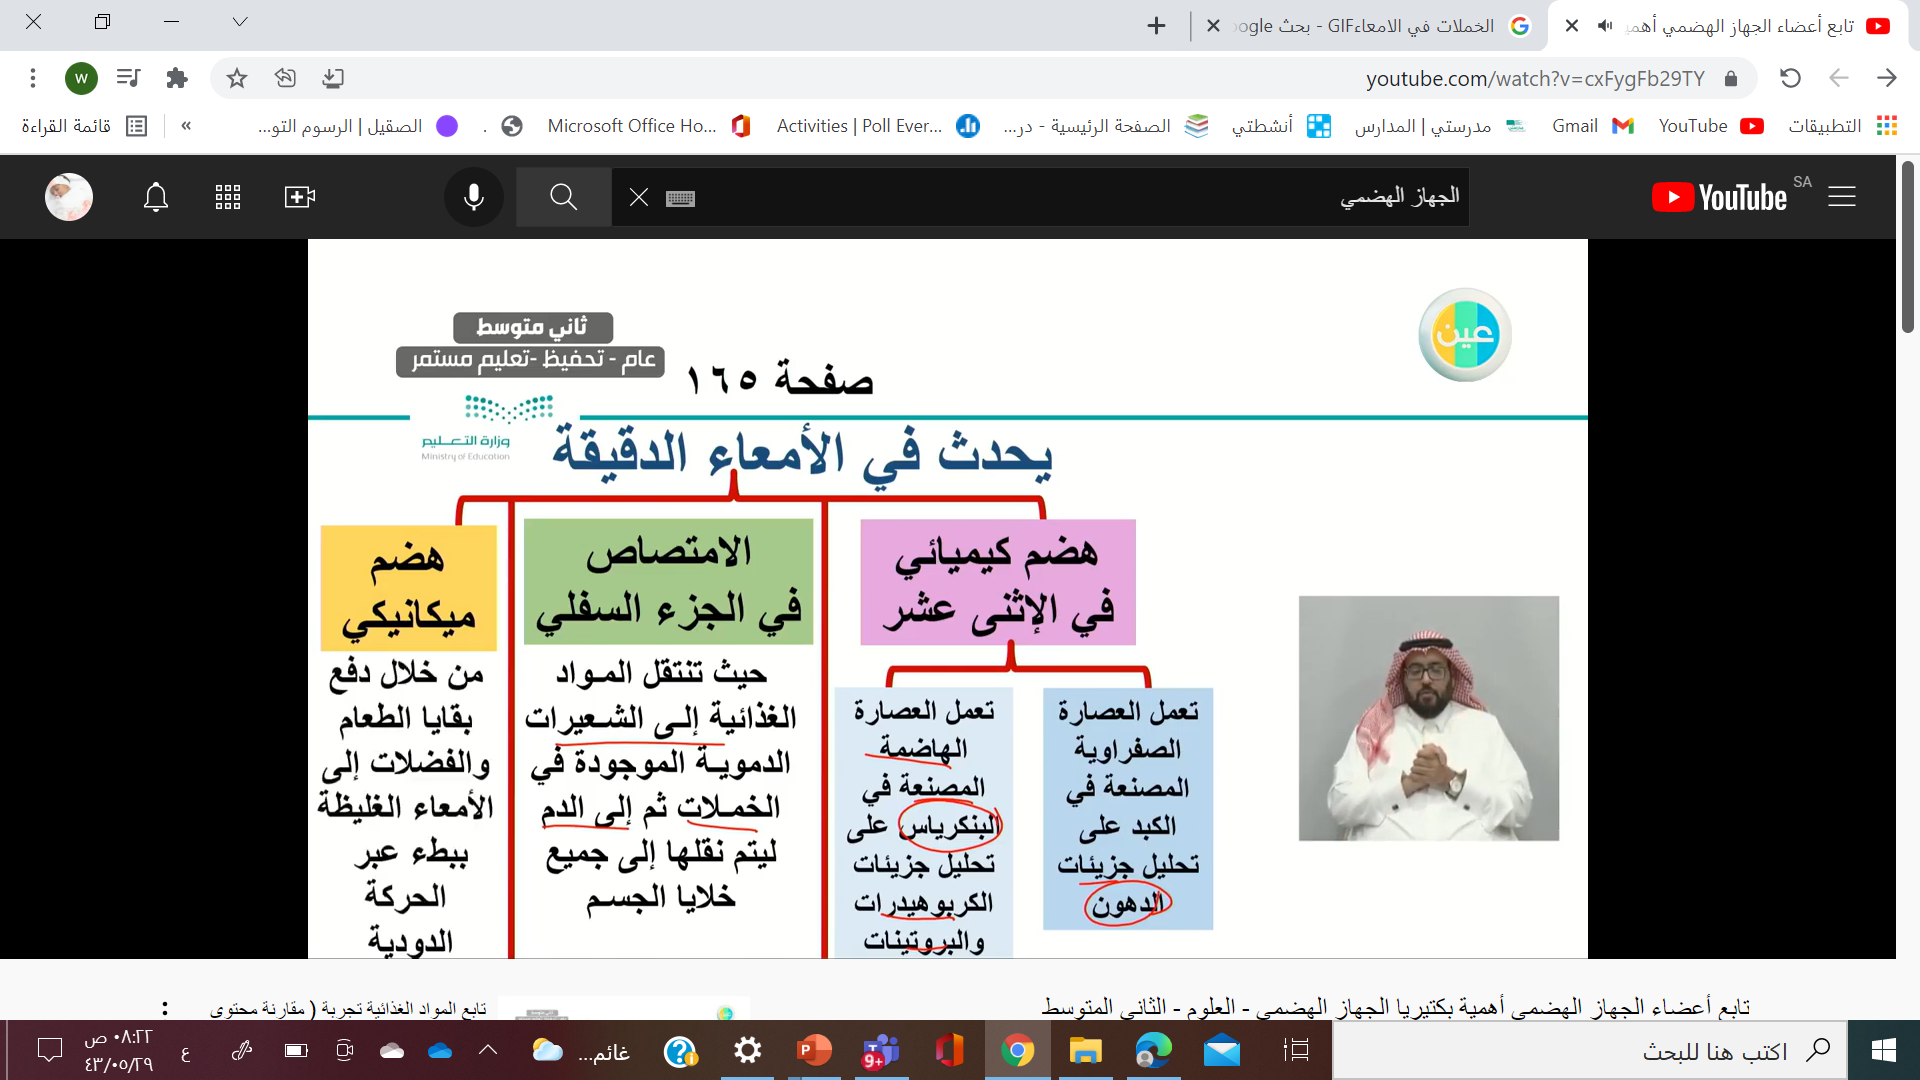 تابع أعضاء الجهاز الهضمي أهمي
الخملات في الامعاءGIF - بحث
youtube.com/watch?v=cxFygFb29TY
W
التطبيقات
YouTube
Gmail
مدرستي | المدارس
أنشطتي
الصفحة الرئيسية - در...
Activities | Poll Ever...
Microsoft Office Ho...
.
الصقيل | الرسوم التو...
»
قائمة القراءة
YouTube SA
الجهاز الهضمي
عين
ثاني متوسط
عام - تحفيظ -تعليم مستمر
صفحة ١٦٥
وزارة التعليم
Ministry of Education
يحدث في الأمعاء الدقيقة
هضم كيميائي
في الإثنى عشر
تعمل العصارة
الصفراوية
المصنعة في
الكبد على
تحليل جزيئات
الدهون
تعمل العصارة
الهاضمة
المصنعة في
البنكرياس على
تحليل جزيئات
الكربوهيدرات
والبروتينات
الامتصاص
في الجزء السفلي
حيث تنتقل المواد
الغذائية إلى الشعيرات
الدموية الموجودة في
الخملات ثم إلى الدم
ليتم نقلها إلى جميع
خلايا الجسم
هضم
ميكانيكي
من خلال دفع
بقايا الطعام
والفضلات إلى
الأمعاء الغليظة
ببطء عبر
الحركة
الدودية
تابع أعضاء الجهاز الهضمي أهمية بكتيريا الجهاز الهضمي - العلوم - الثاني المتوسط
تابع المواد الغذائية تجربة ( مقارنة محتوى
اكتب هنا للبحث
9+
غائم...
ع
٠٨:٢٢ ص
٤٣/٠٥/٢٩